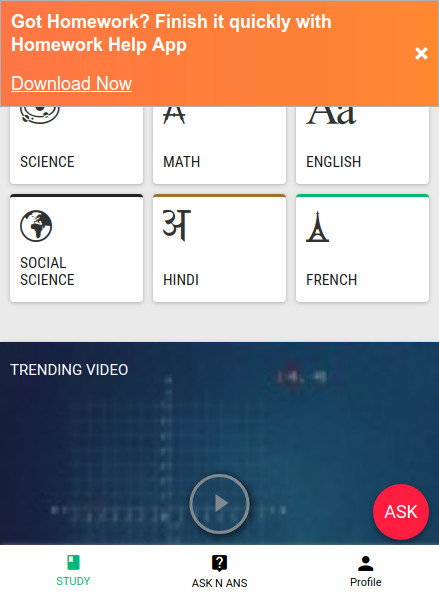 Got Homework? Finish it quickly with
Homework Help App
Download Now
×
Aa
SCIENCE
MATH
ENGLISH
अ
SOCIAL
SCIENCE
HINDI
FRENCH
TRENDING VIDEO
ASK
STUDY
ASK N ANS
Profile